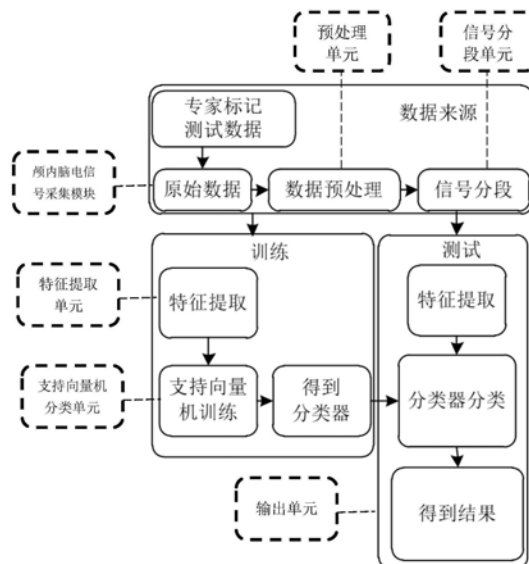 预处理
单元
信号分
段单元
专家标记
测试数据
数据来源
颅内脑电信
号采集模块
原始数据
数据预处理
信号分段
训练
测试
特征提取
单元
特征提取
特征提取
支持向量机
分类单元
支持向量
机训练
得到
分类器
分类器分类
输出单元
得到结果